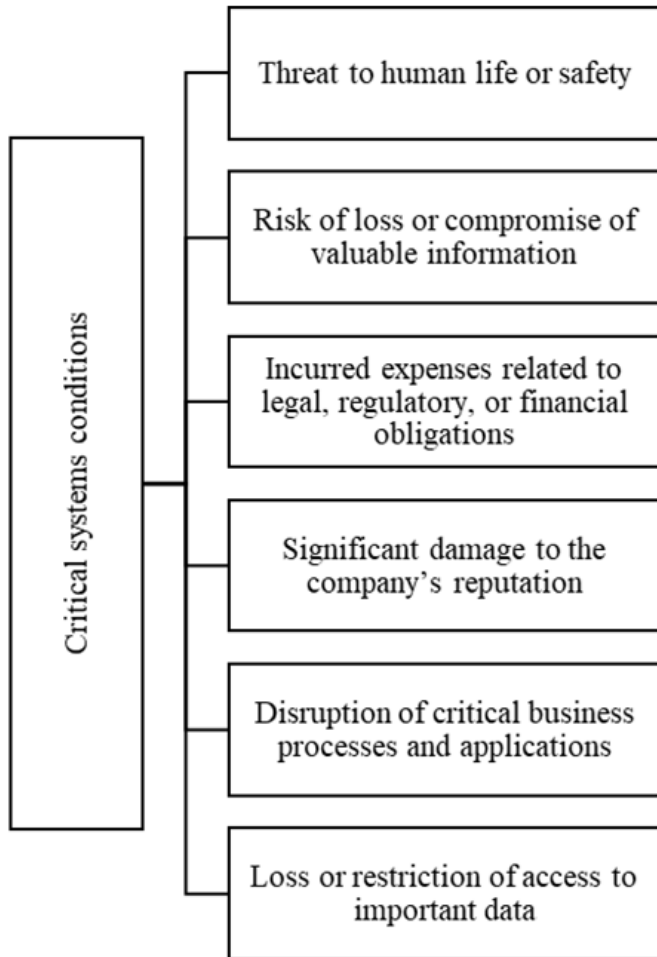 Critical systems conditions
Threat to human life or safety
Risk of loss or compromise of
valuable information
Incurred expenses related to
legal, regulatory, or financial
obligations
Significant damage to the
company’s reputation
Disruption of critical business
processes and applications
Loss or restriction of access to
important data